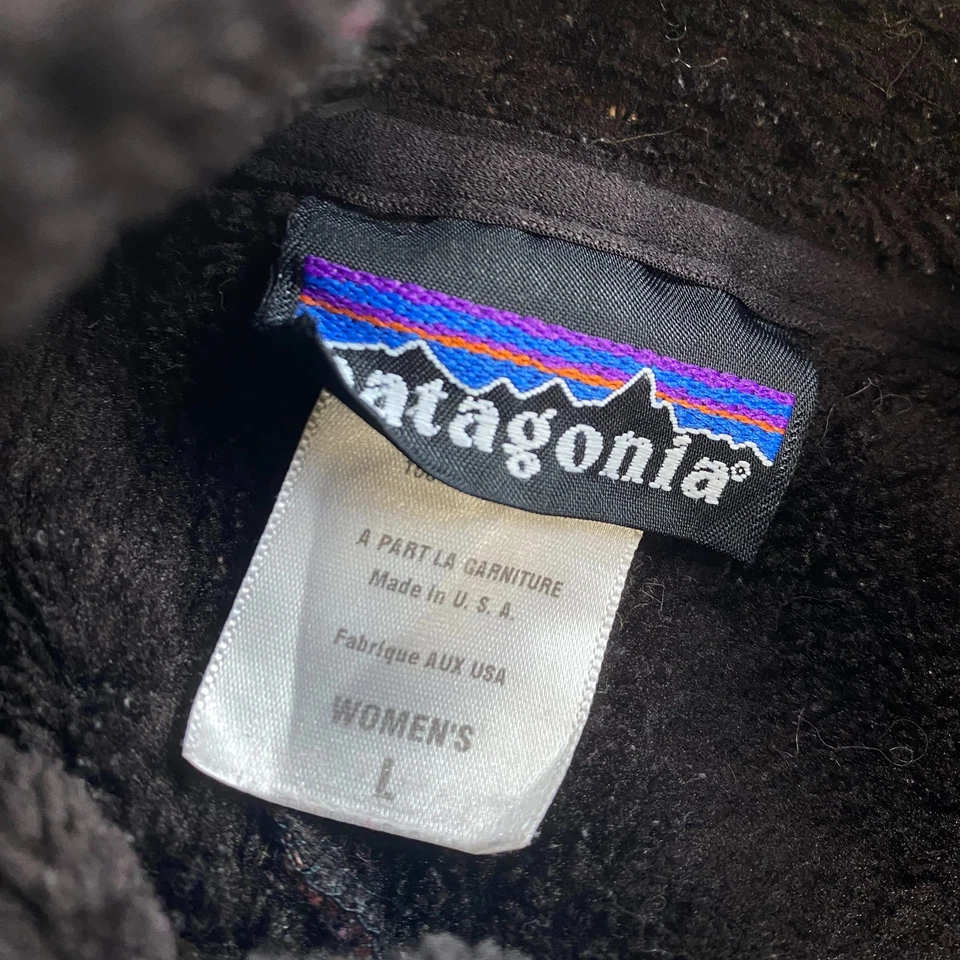 patagonia®
A PART LA GARNITURE
Made in U. S. A.
Fabrique AUX USA
WOMEN'S
L